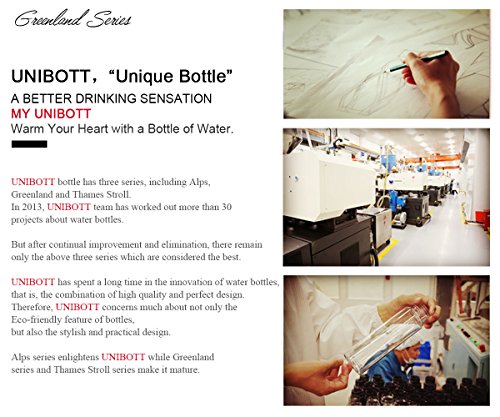 Greenland Series
UNIBOTT，“Unique Bottle”
A BETTER DRINKING SENSATION
MY UNIBOTT
Warm Your Heart with a Bottle of Water.
UNIBOTT bottle has three series, including Alps,
Greenland and Thames Stroll.
In 2013, UNIBOTT team has worked out more than 30
projects about water bottles.
But after continual improvement and elimination, there remain
only the above three series which are considered the best.
UNIBOTT has spent a long time in the innovation of water bottles,
that is, the combination of high quality and perfect design.
Therefore, UNIBOTT concerns much about not only the
Eco-friendly feature of bottles,
but also the stylish and practical design.
Alps series enlightens UNIBOTT while Greenland
series and Thames Stroll series make it mature.